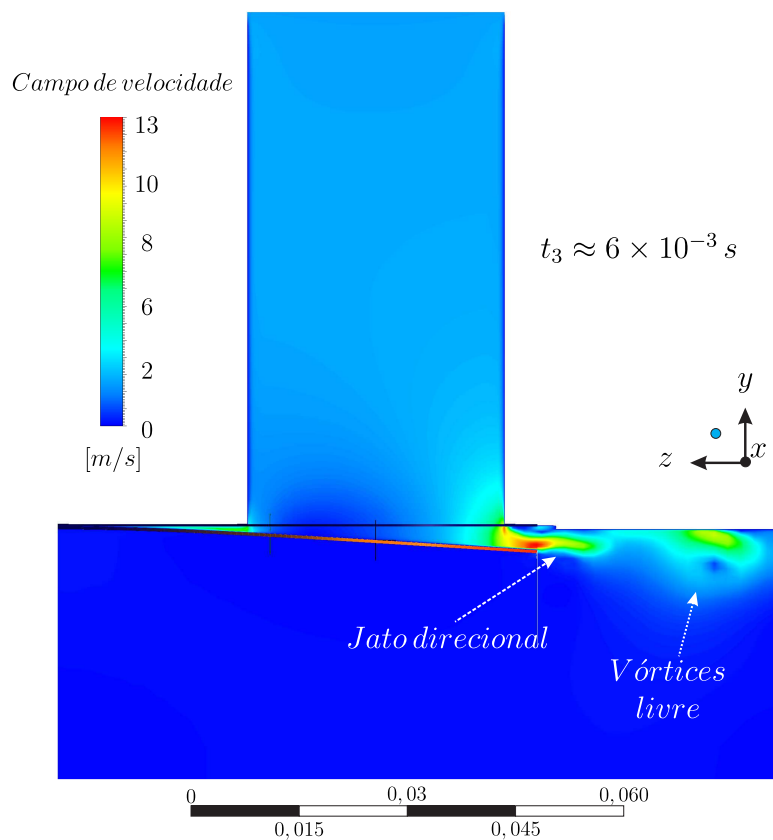 Campo de velocidade
13
10
8
6
2
0
[m/s]
t₃ ≈ 6 × 10⁻³ s
y
z
x
Jato direcional
Vórtices
livre
0
0,03
0,060
0,015
0,045